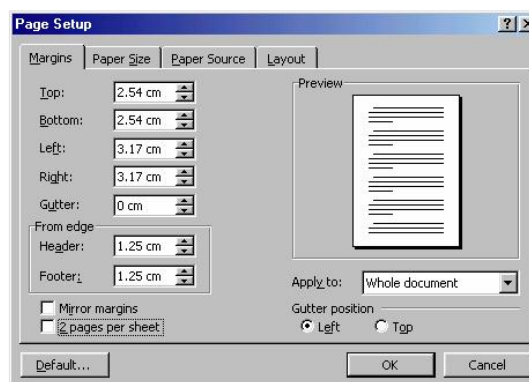 Page Setup
Margins Paper Size Paper Source Layout
Top: 2.54 cm
Bottom: 2.54 cm
Left: 3.17 cm
Right: 3.17 cm
Gutter: 0 cm
From edge
Header: 1.25 cm
Footer: 1.25 cm
Mirror margins
2 pages per sheet
Preview
Apply to: Whole document
Gutter position
Left Top
Default... OK Cancel